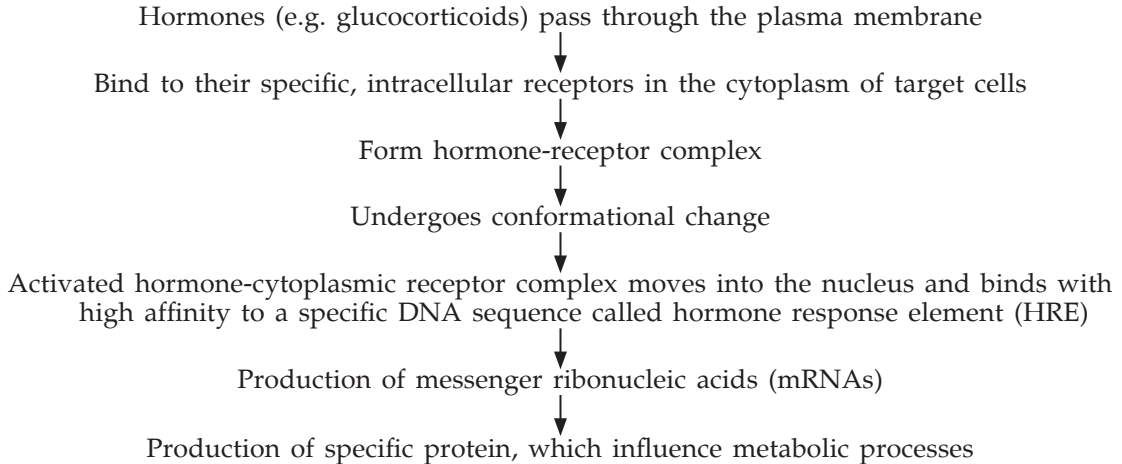 Hormones (e.g. glucocorticoids) pass through the plasma membrane
Bind to their specific, intracellular receptors in the cytoplasm of target cells
Form hormone-receptor complex
Undergoes conformational change
Activated hormone-cytoplasmic receptor complex moves into the nucleus and binds with
high affinity to a specific DNA sequence called hormone response element (HRE)
Production of messenger ribonucleic acids (mRNAs)
Production of specific protein, which influence metabolic processes